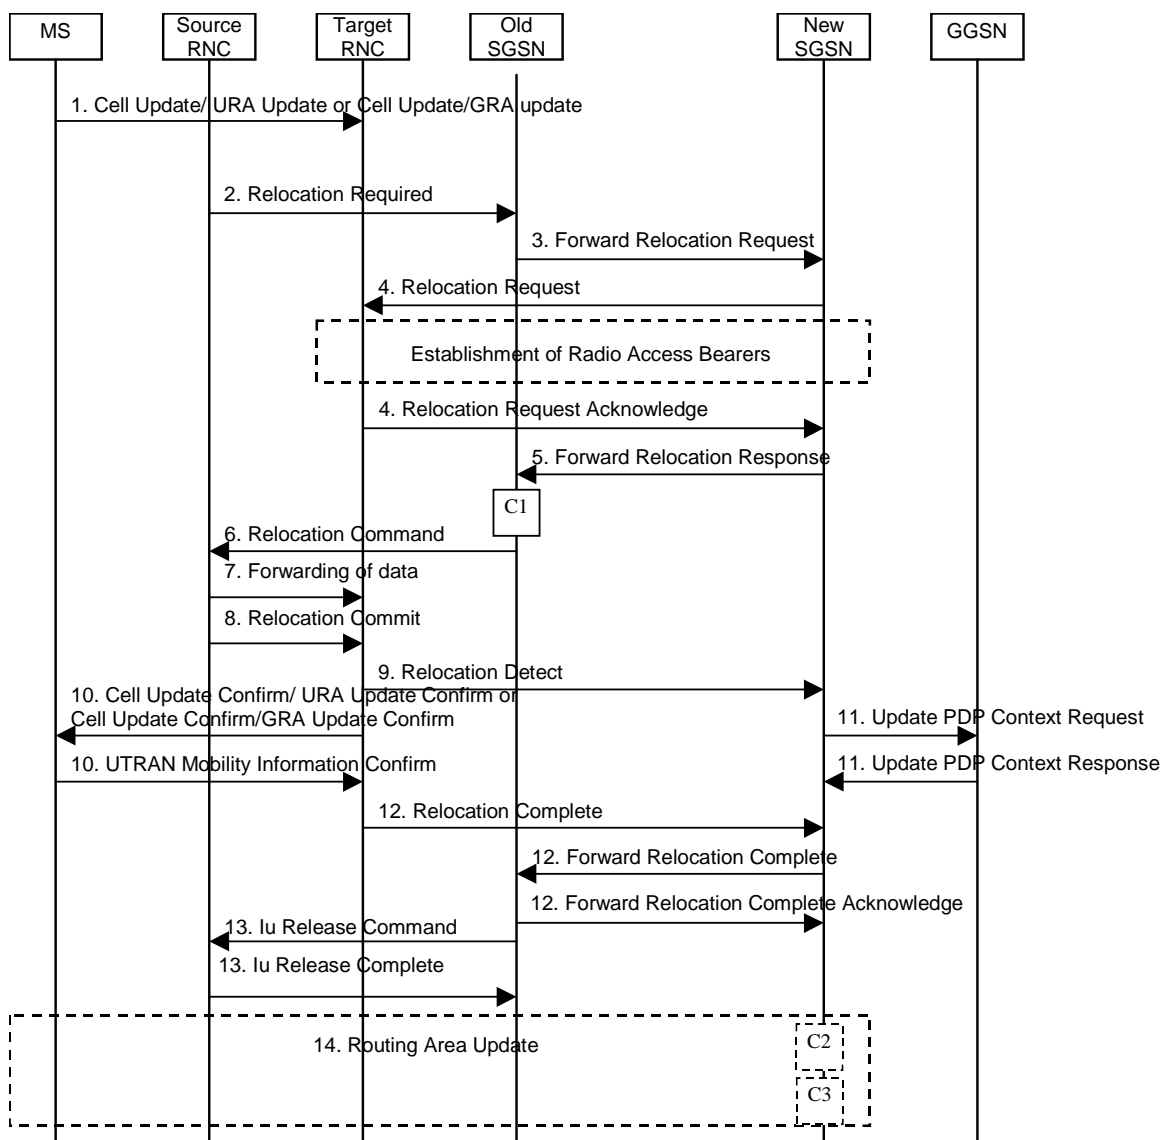 MS
Source
RNC
Target
RNC
Old
SGSN
New
SGSN
GGSN
1. Cell Update/ URA Update or Cell Update/GRA update
2. Relocation Required
3. Forward Relocation Request
4. Relocation Request
Establishment of Radio Access Bearers
4. Relocation Request Acknowledge
5. Forward Relocation Response
C1
6. Relocation Command
7. Forwarding of data
8. Relocation Commit
9. Relocation Detect
10. Cell Update Confirm/ URA Update Confirm or
Cell Update Confirm/GRA Update Confirm
11. Update PDP Context Request
10. UTRAN Mobility Information Confirm
11. Update PDP Context Response
12. Relocation Complete
12. Forward Relocation Complete
12. Forward Relocation Complete Acknowledge
13. Iu Release Command
13. Iu Release Complete
14. Routing Area Update
C2
C3